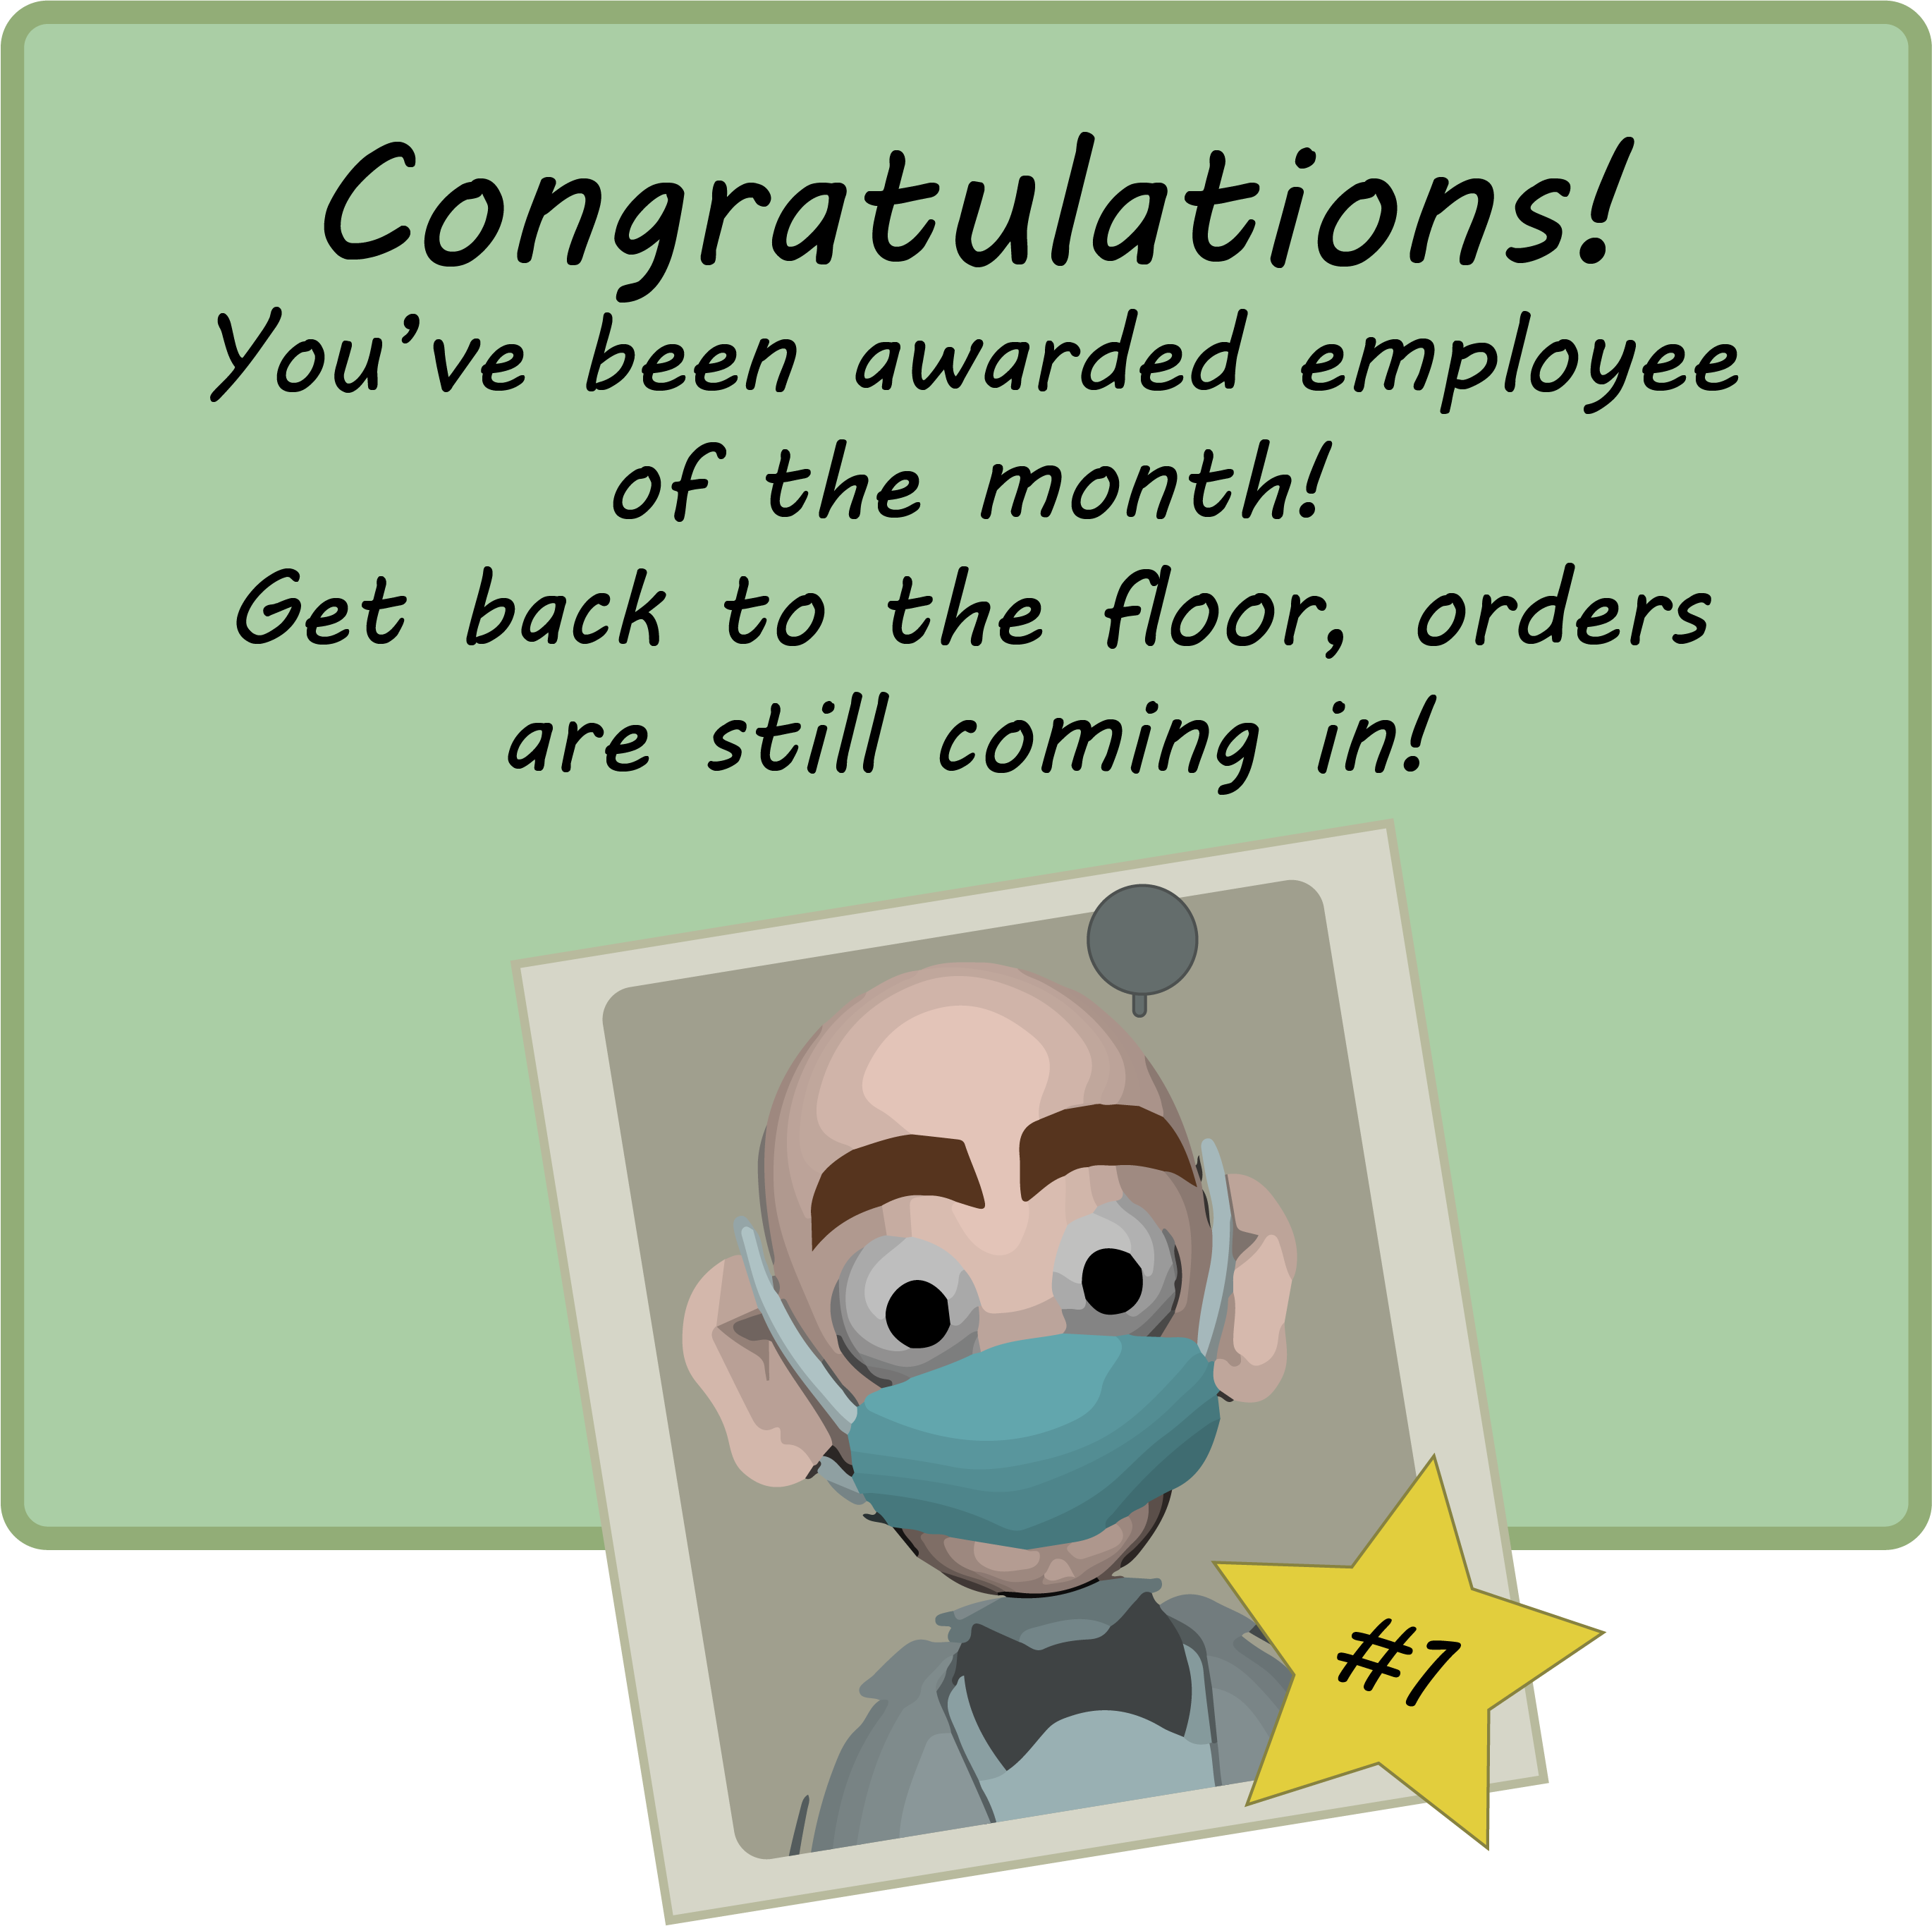 Congratulations!
You've been awarded employee
of the month!
Get back to the floor, orders
are still coming in!
#1